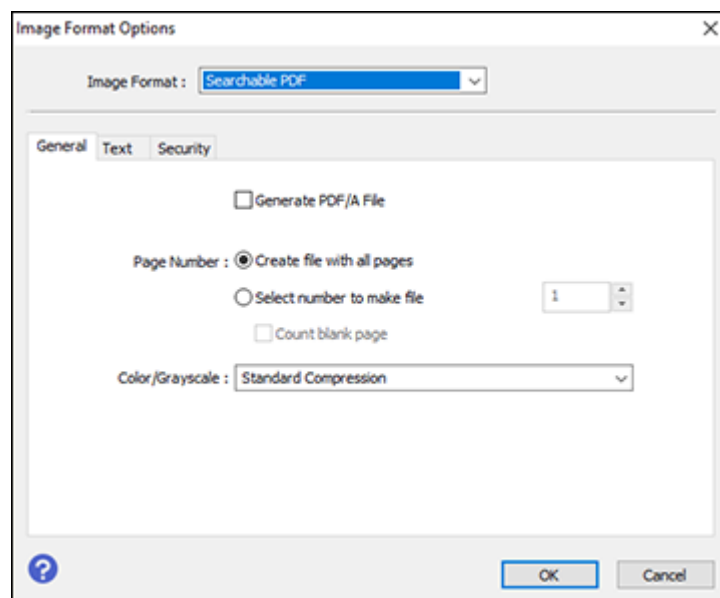 Image Format Options
Image Format : Searchable PDF
General Text Security
Generate PDF/A File
Page Number : Create file with all pages
Select number to make file 1
Count blank page
Color/Grayscale : Standard Compression
?
OK Cancel